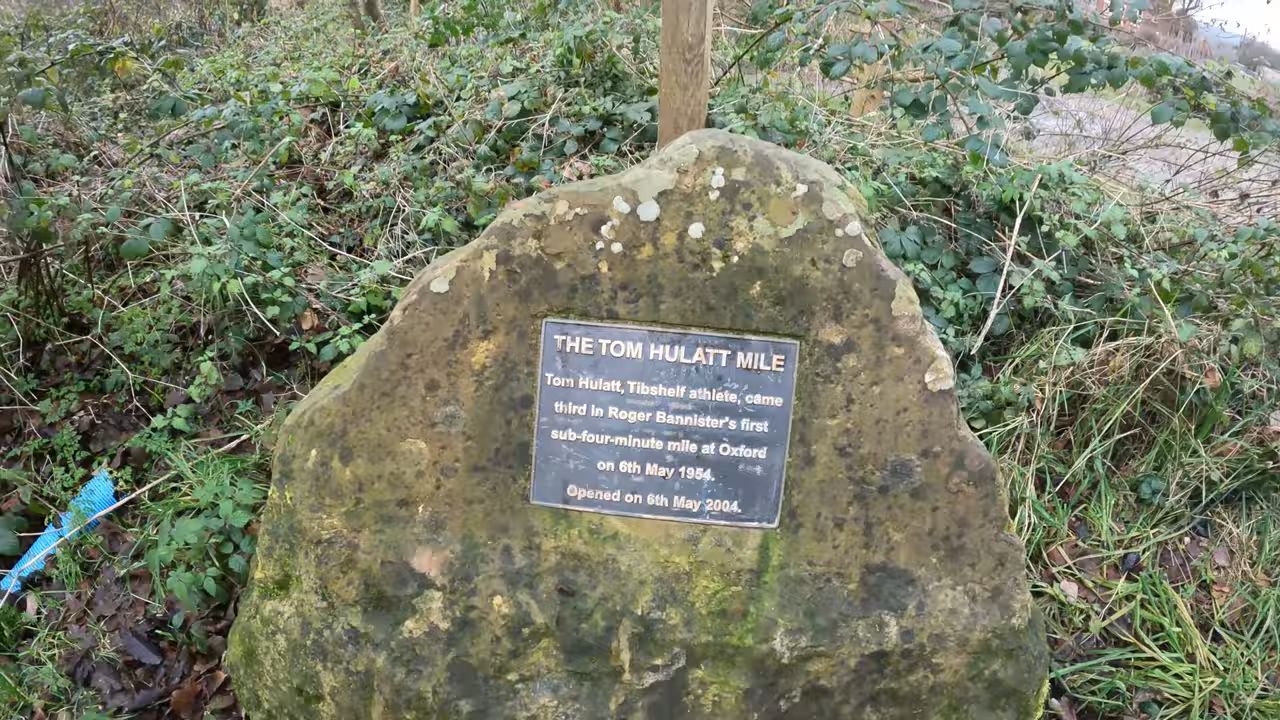 THE TOM HULATT MILE
Tom Hulatt, Tibshelf athlete, came
third in Roger Bannister's first
sub-four-minute mile at Oxford
on 6th May 1954.
Opened on 6th May 2004.